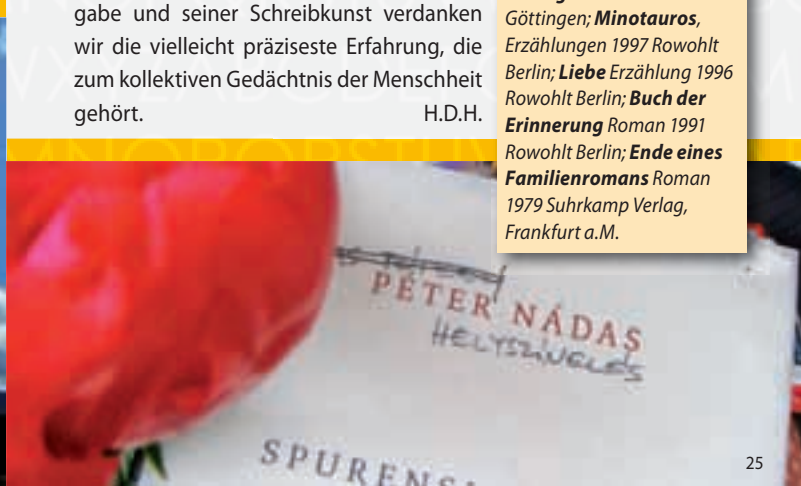 gabe und seiner Schreibkunst verdanken
wir die vielleicht präziseste Erfahrung, die
zum kollektiven Gedächtnis der Menschheit
gehört. H.D.H.
Göttingen; Minotauros,
Erzählungen 1997 Rowohlt
Berlin; Liebe Erzählung 1996
Rowohlt Berlin; Buch der
Erinnerung Roman 1991
Rowohlt Berlin; Ende eines
Familienromans Roman
1979 Suhrkamp Verlag,
Frankfurt a.M.
PÉTER NÁDAS
HELYSZINELÉS
25